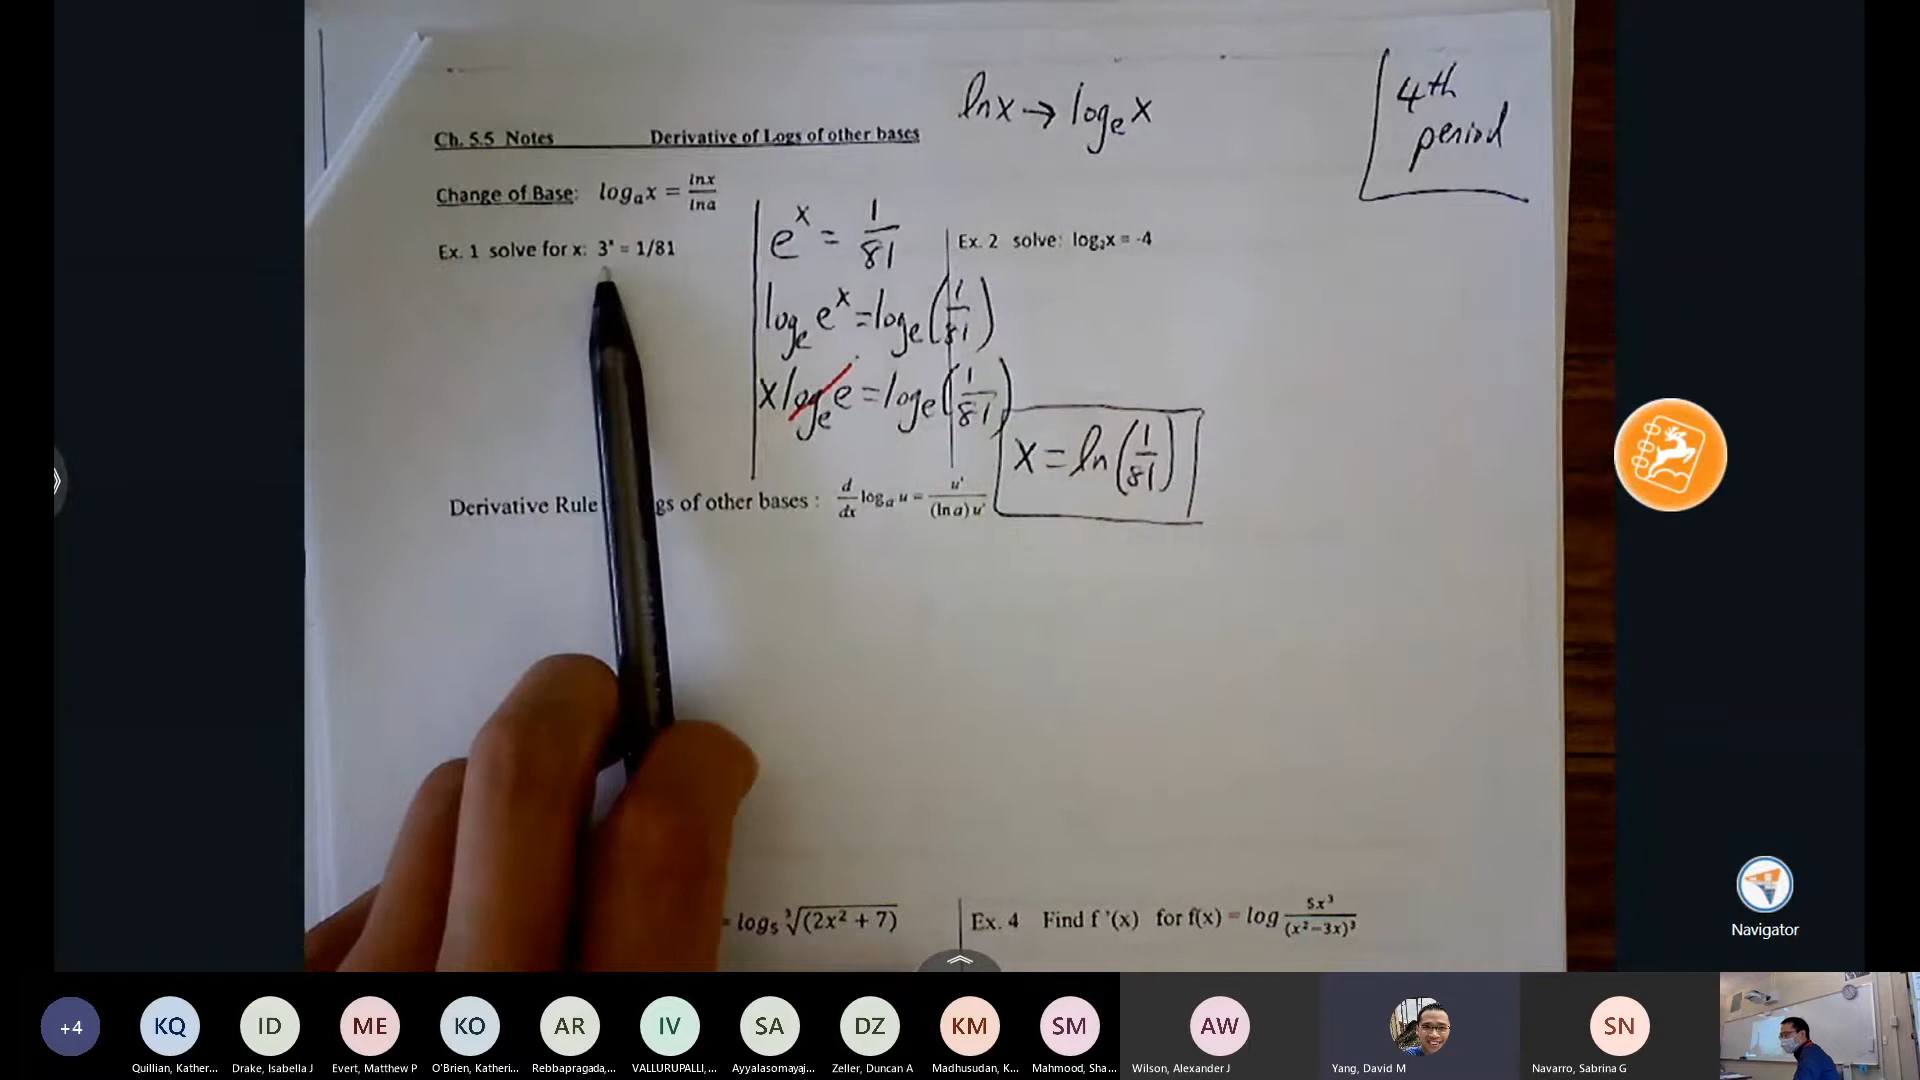 ln x → log_e x
4th
period
Ch. 5.5 Notes Derivative of Logs of other bases
Change of Base: log_a x = lnx/lna
Ex. 1 solve for x: 3^x = 1/81
e^x = 1/81
log_e e^x = log_e (1/81)
x log_e e = log_e (1/81)
x = ln (1/81)
Ex. 2 solve: log_2 x = -4
Derivative Rule gs of other bases : d/dx log_a u = u'/(ln a) u
= log_5 ∛(2x² + 7)
Ex. 4 Find f '(x) for f(x) = log 5x³/(x²−3x)³
Navigator
+4
KQ
ID
ME
KO
AR
IV
SA
DZ
KM
SM
AW
SN
Quillian, Kather...
Drake, Isabella J
Evert, Matthew P
O'Brien, Katheri...
Rebbapragada,...
VALLURUPALLI,...
Ayyalasomayaj...
Zeller, Duncan A
Madhusudan, K...
Mahmood, Sha...
Wilson, Alexander J
Yang, David M
Navarro, Sabrina G